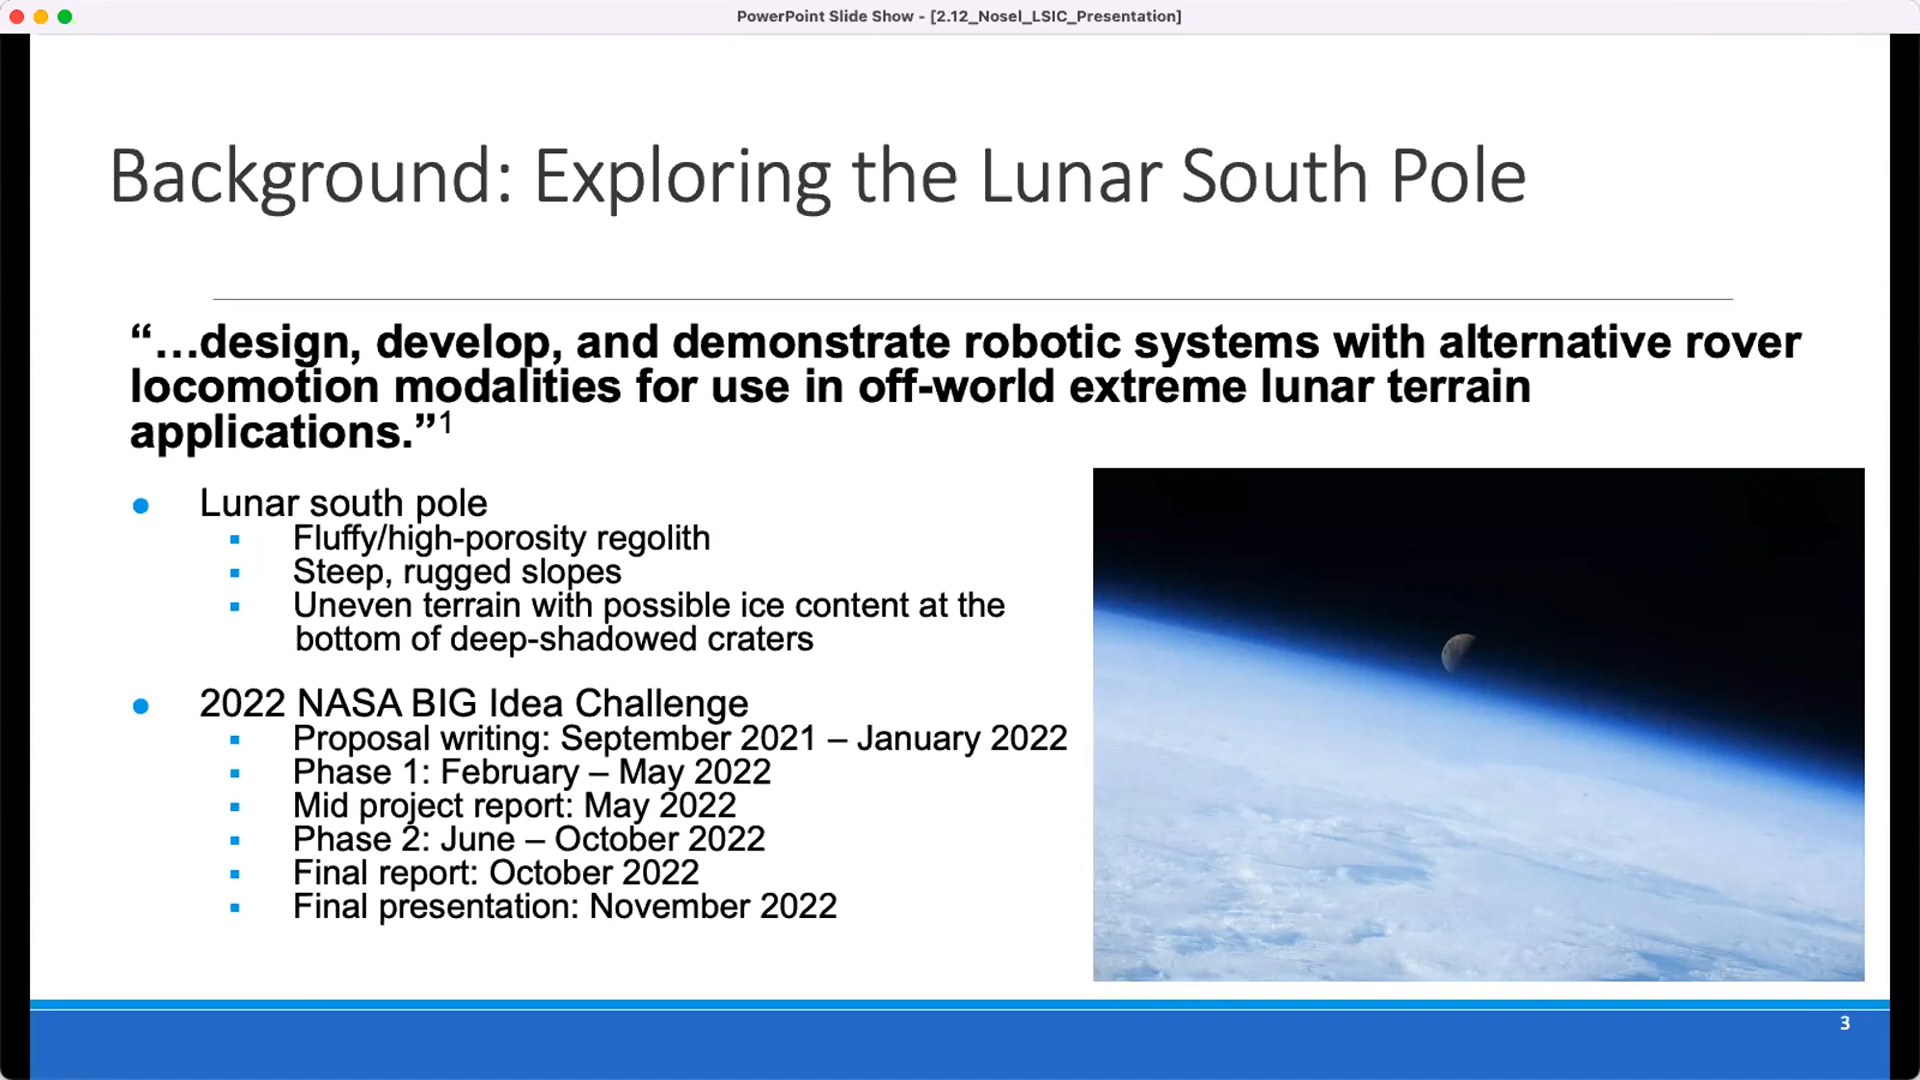 PowerPoint Slide Show - [2.12_Nosel_LSIC_Presentation]
Background: Exploring the Lunar South Pole
“…design, develop, and demonstrate robotic systems with alternative rover
locomotion modalities for use in off-world extreme lunar terrain
applications.”1
● Lunar south pole
▪ Fluffy/high-porosity regolith
▪ Steep, rugged slopes
▪ Uneven terrain with possible ice content at the
bottom of deep-shadowed craters
● 2022 NASA BIG Idea Challenge
▪ Proposal writing: September 2021 – January 2022
▪ Phase 1: February – May 2022
▪ Mid project report: May 2022
▪ Phase 2: June – October 2022
▪ Final report: October 2022
▪ Final presentation: November 2022
3